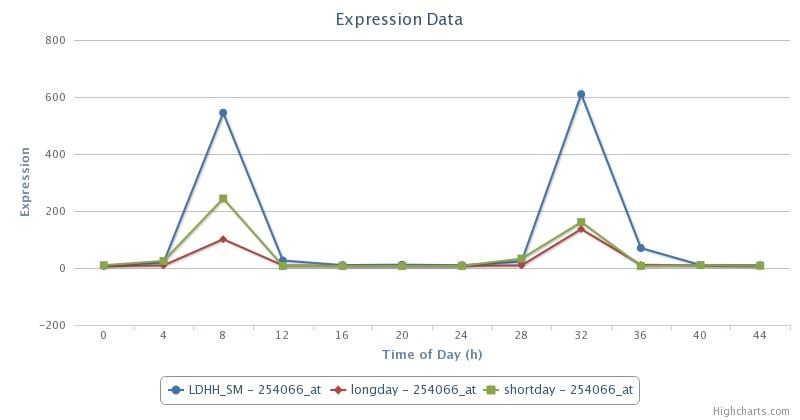 Expression Data
800
600
400
200
0
−200
Expression
0 4 8 12 16 20 24 28 32 36 40 44
Time of Day (h)
LDHH_SM − 254066_at longday − 254066_at shortday − 254066_at
Highcharts.com